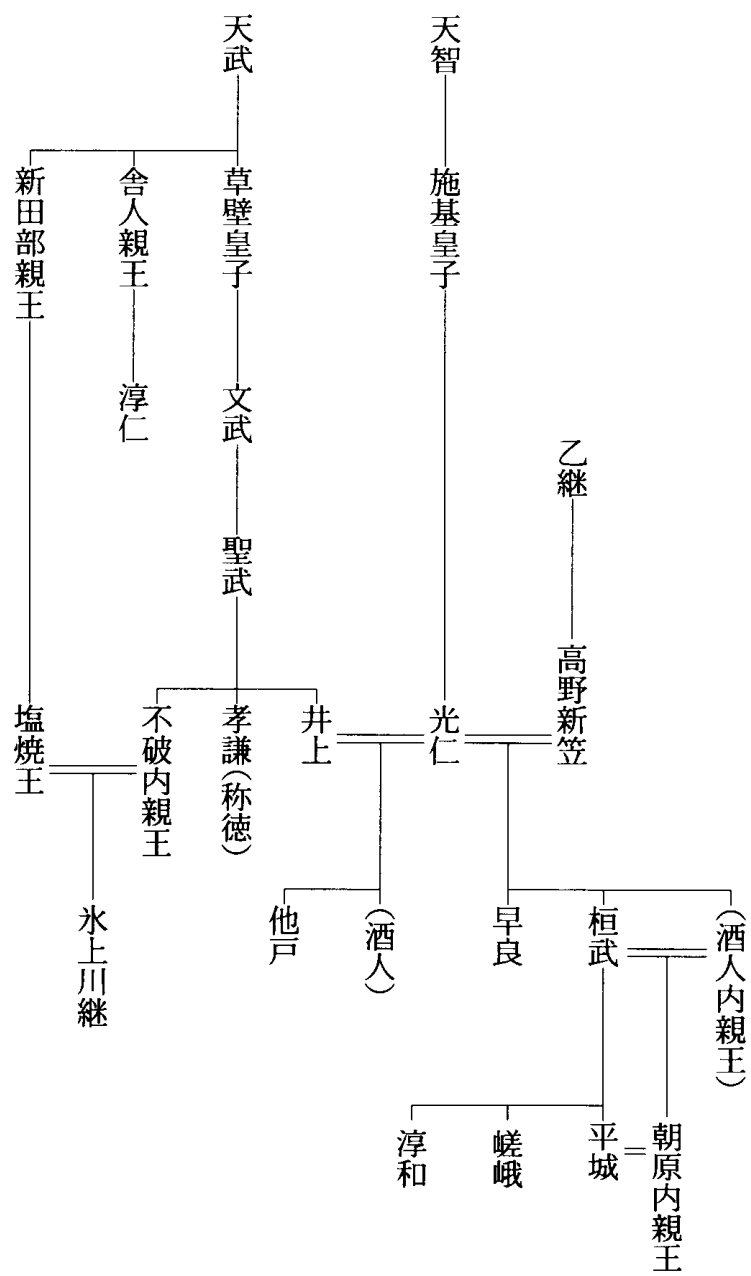 天智
天武
施基皇子
草壁皇子
舎人親王
新田部親王
乙継
文武
淳仁
聖武
高野新笠
光仁
井上
孝謙(称徳)
不破内親王
塩焼王
(酒人内親王)
桓武
早良
(酒人)
他戸
氷上川継
朝原内親王
平城
嵯峨
淳和